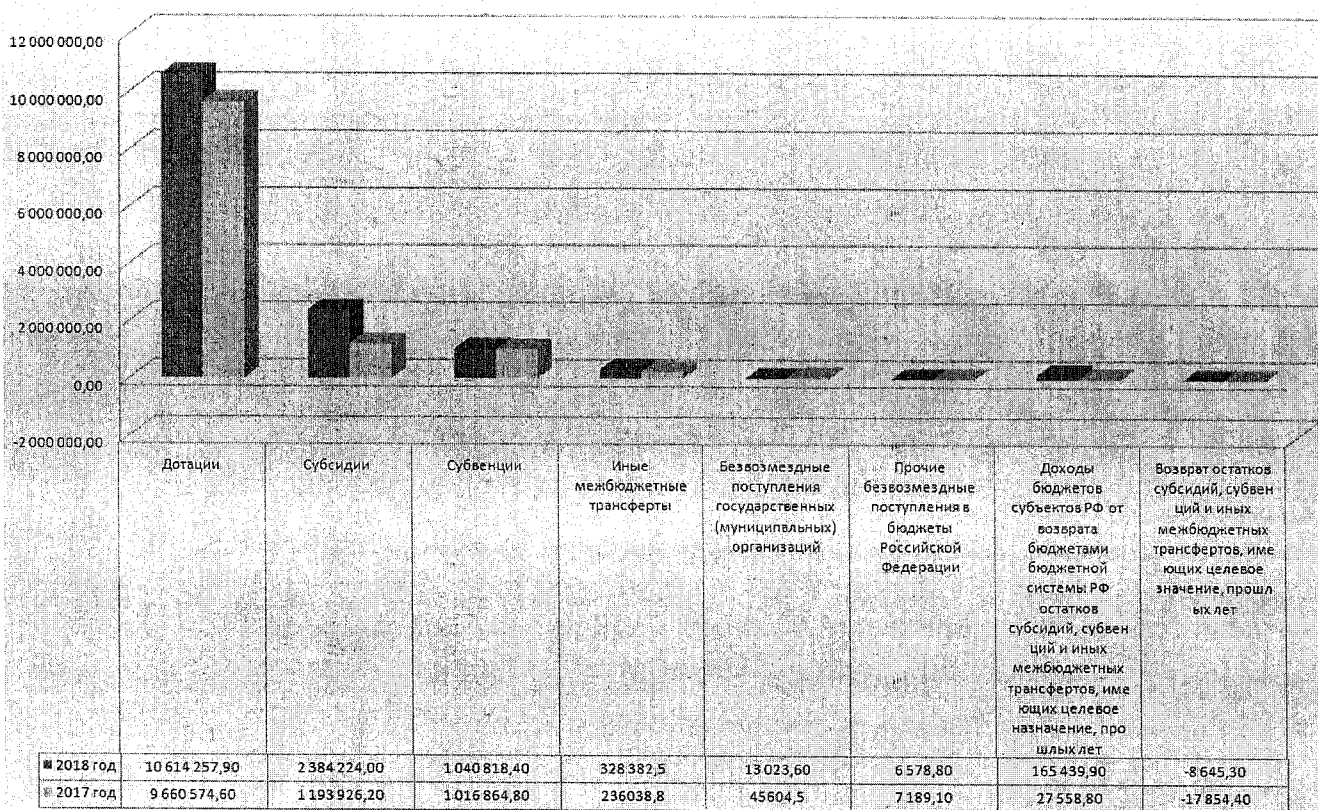 12 000 000,00
10 000 000,00
8 000 000,00
6 000 000,00
4 000 000,00
2 000 000,00
0,00
-2 000 000,00
Дотации
Субсидии
Субвенции
Иные
межбюджетные
трансферты
Безвозмездные
поступления
государственных
(муниципальных)
организаций
Прочие
безвозмездные
поступления в
бюджеты
Российской
Федерации
Доходы
бюджетов
субъектов РФ от
возврата
бюджетами
бюджетной
системы РФ
остатков
субсидий, субвен
ций и иных
межбюджетных
трансфертов, име
ющих целевое
назначение, про
шлых лет
Возврат остатков
субсидий, субвен
ций и иных
межбюджетных
трансфертов, име
ющих целевое
значение, прошл
ых лет
2018 год 10 614 257,90 2 384 224,00 1 040 818,40 328 382,5 13 023,60 6 578,80 165 439,90 -8 645,30
2017 год 9 660 574,60 1 193 926,20 1 016 864,80 236038,8 45604,5 7 189,10 27 558,80 -17 854,40